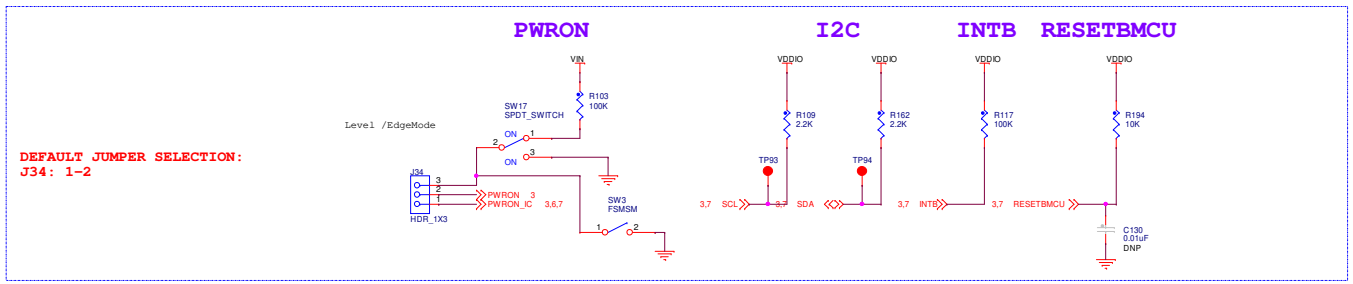 PWRON
I2C
INTB
RESETBMCU
VIN
VDDIO
VDDIO
VDDIO
VDDIO
R103
100K
SW17
SPDT_SWITCH
Level /EdgeMode
ON
1
2
3
ON
R109
2.2K
R162
2.2K
R117
100K
R194
10K
DEFAULT JUMPER SELECTION:
J34: 1-2
TP93
TP94
J34
3
2
1
PWRON 3
PWRON_IC 3,6,7
HDR_1X3
SW3
FSMSM
1
2
3,7 SCL
3,7 SDA
3,7 INTB
3,7 RESETBMCU
C130
0.01uF
DNP